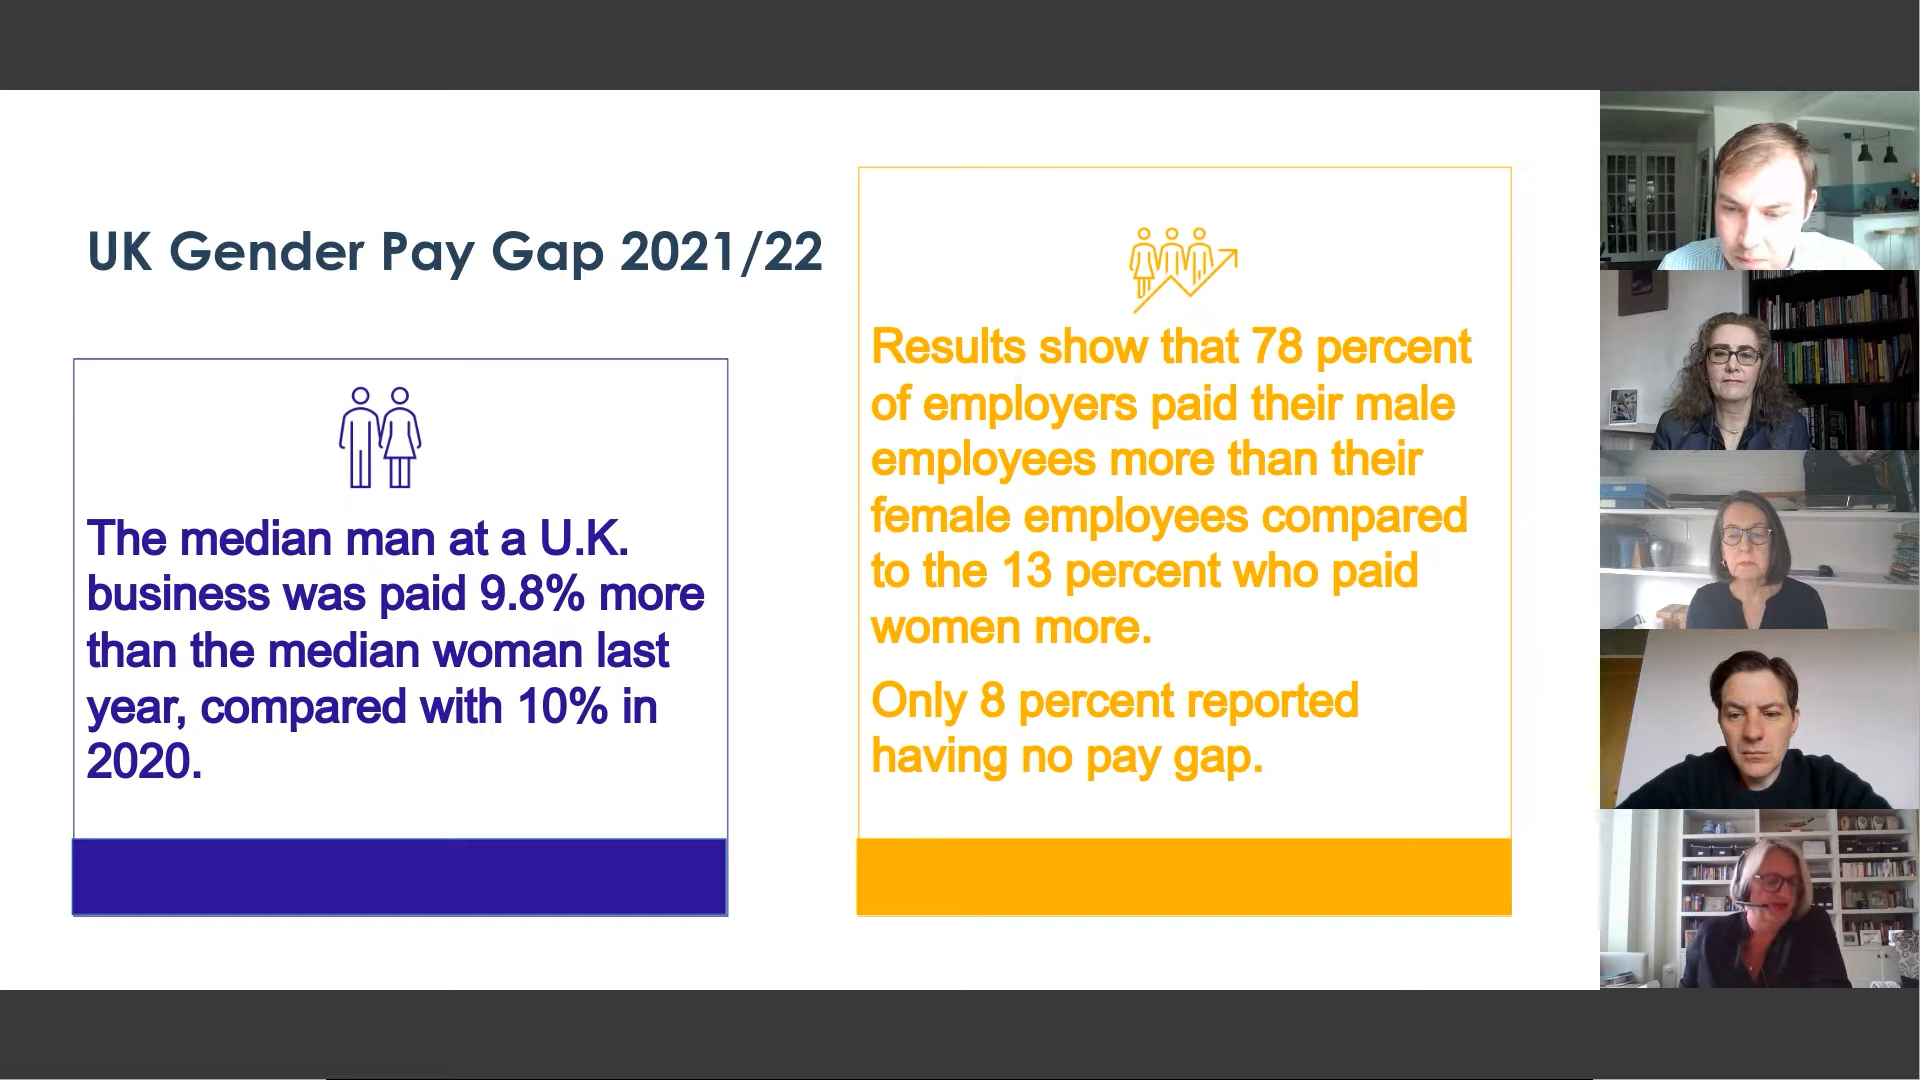 UK Gender Pay Gap 2021/22
The median man at a U.K.
business was paid 9.8% more
than the median woman last
year, compared with 10% in
2020.
Results show that 78 percent
of employers paid their male
employees more than their
female employees compared
to the 13 percent who paid
women more.
Only 8 percent reported
having no pay gap.